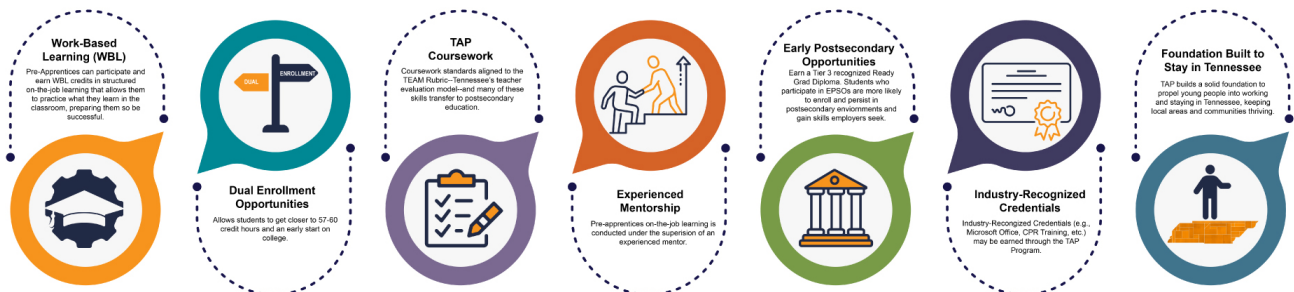 Work-Based
Learning (WBL)
Pre-Apprentices can participate and
earn WBL credits in structured
on-the-job learning that allows them
to practice what they learn in the
classroom, preparing them so be
successful.
DUAL
ENROLLMENT
Dual Enrollment
Opportunities
Allows students to get closer to 57-60
credit hours and an early start on
college.
TAP
Coursework
Coursework standards aligned to the
TEAM Rubric--Tennessee's teacher
evaluation model--and many of these
skills transfer to postsecondary
education.
Experienced
Mentorship
Pre-apprentices on-the-job learning is
conducted under the superision of an
experienced mentor.
Early Postsecondary
Opportunities
Earn a Tier 3 recognized Ready
Grad Diploma. Students who
participate in EPSOs are more likely
to enroll and persist in
postsecondary enviornments and
gain skills employers seek.
Industry-Recognized
Credentials
Industry-Recongized Credentials (e.g.,
Microsoft Office, CPR Training, etc.)
may be earned through the TAP
Program.
Foundation Built to
Stay in Tennessee
TAP builds a solid foundation to
propel young people into working
and staying in Tennessee, keeping
local areas and communities thriving.